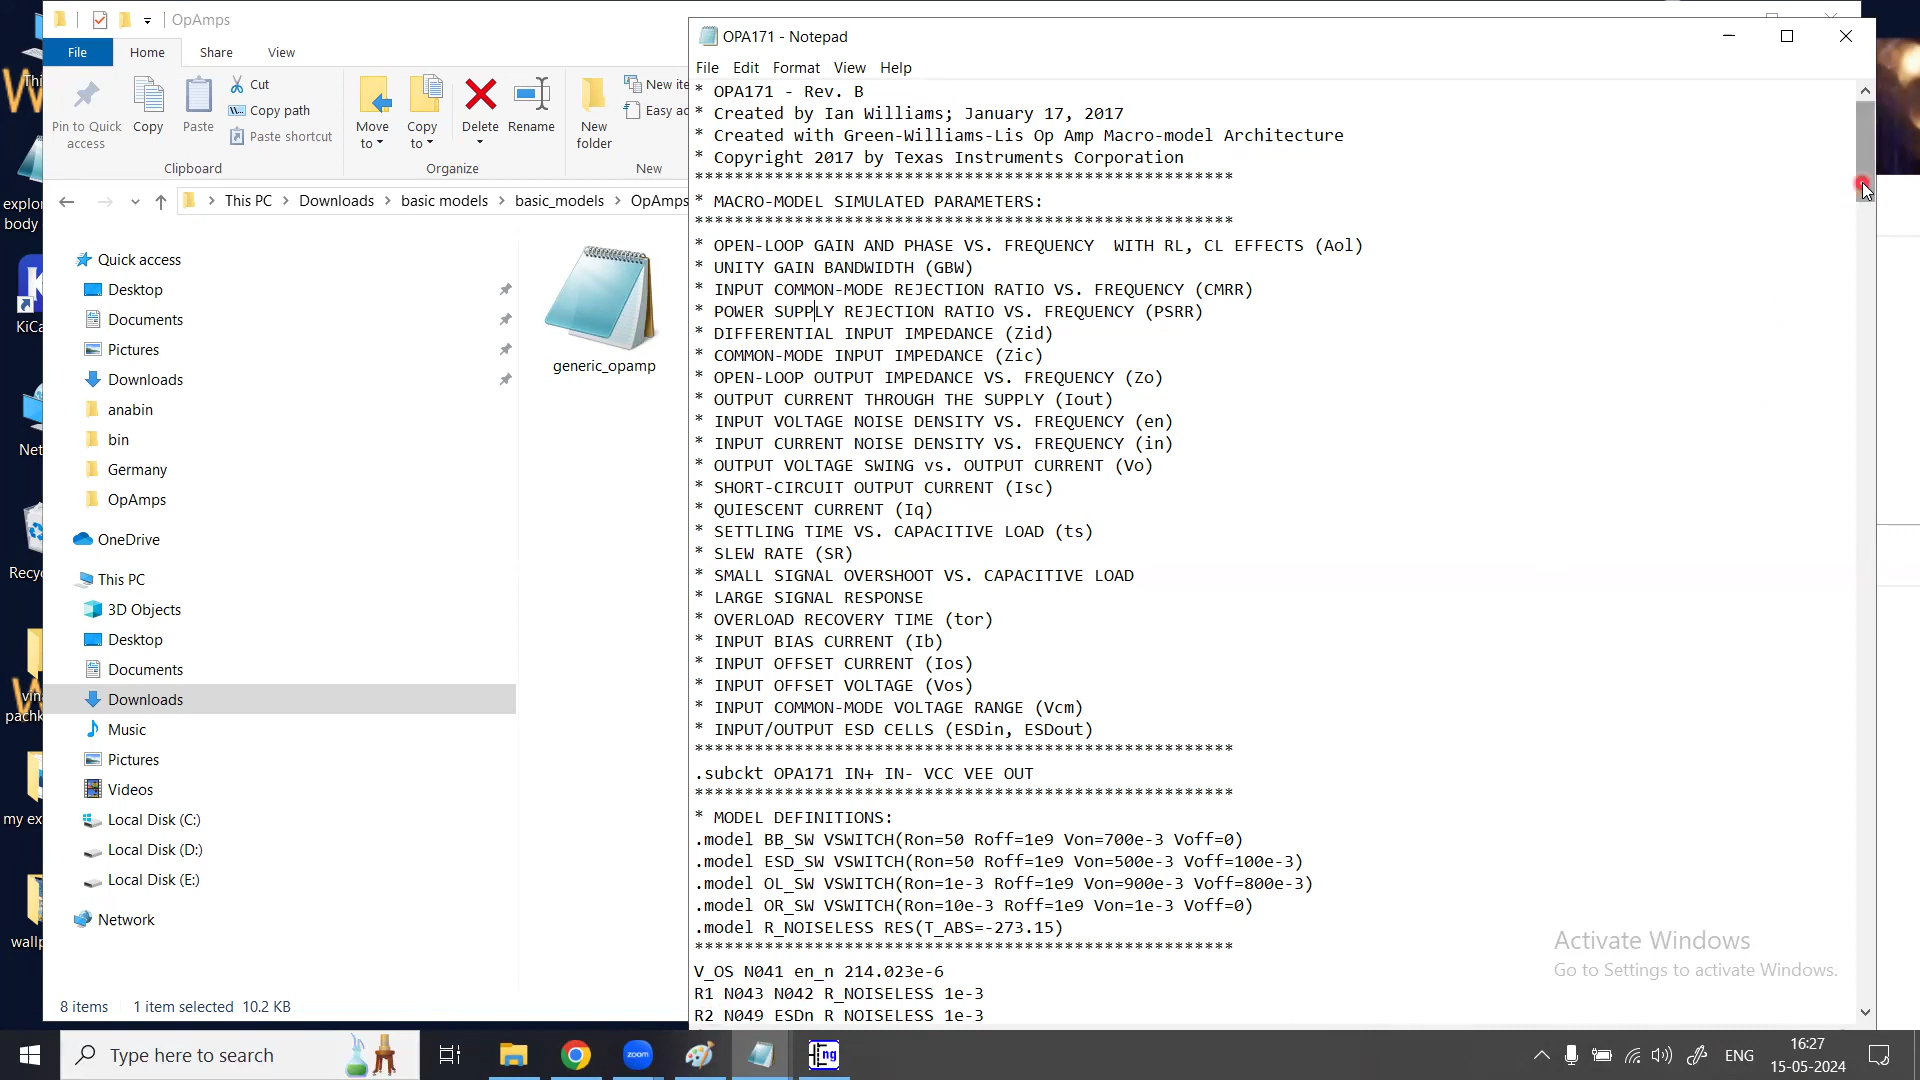 OpAmps
File
Home
Share
View
Pin to Quick access
Copy
Paste
Cut
Copy path
Paste shortcut
Clipboard
Move to
Copy to
Delete
Rename
Organize
New folder
New ite
Easy ac
New
This PC
Downloads
basic models
basic_models
OpAmps
Quick access
Desktop
Documents
Pictures
Downloads
anabin
bin
Germany
OpAmps
OneDrive
This PC
3D Objects
Desktop
Documents
Downloads
Music
Pictures
Videos
Local Disk (C:)
Local Disk (D:)
Local Disk (E:)
Network
generic_opamp
8 items
1 item selected 10.2 KB
OPA171 - Notepad
File Edit Format View Help
* OPA171 - Rev. B
* Created by Ian Williams; January 17, 2017
* Created with Green-Williams-Lis Op Amp Macro-model Architecture
* Copyright 2017 by Texas Instruments Corporation
******************************************************
* MACRO-MODEL SIMULATED PARAMETERS:
******************************************************
* OPEN-LOOP GAIN AND PHASE VS. FREQUENCY  WITH RL, CL EFFECTS (Aol)
* UNITY GAIN BANDWIDTH (GBW)
* INPUT COMMON-MODE REJECTION RATIO VS. FREQUENCY (CMRR)
* POWER SUPPLY REJECTION RATIO VS. FREQUENCY (PSRR)
* DIFFERENTIAL INPUT IMPEDANCE (Zid)
* COMMON-MODE INPUT IMPEDANCE (Zic)
* OPEN-LOOP OUTPUT IMPEDANCE VS. FREQUENCY (Zo)
* OUTPUT CURRENT THROUGH THE SUPPLY (Iout)
* INPUT VOLTAGE NOISE DENSITY VS. FREQUENCY (en)
* INPUT CURRENT NOISE DENSITY VS. FREQUENCY (in)
* OUTPUT VOLTAGE SWING vs. OUTPUT CURRENT (Vo)
* SHORT-CIRCUIT OUTPUT CURRENT (Isc)
* QUIESCENT CURRENT (Iq)
* SETTLING TIME VS. CAPACITIVE LOAD (ts)
* SLEW RATE (SR)
* SMALL SIGNAL OVERSHOOT VS. CAPACITIVE LOAD
* LARGE SIGNAL RESPONSE
* OVERLOAD RECOVERY TIME (tor)
* INPUT BIAS CURRENT (Ib)
* INPUT OFFSET CURRENT (Ios)
* INPUT OFFSET VOLTAGE (Vos)
* INPUT COMMON-MODE VOLTAGE RANGE (Vcm)
* INPUT/OUTPUT ESD CELLS (ESDin, ESDout)
******************************************************
.subckt OPA171 IN+ IN- VCC VEE OUT
******************************************************
* MODEL DEFINITIONS:
.model BB_SW VSWITCH(Ron=50 Roff=1e9 Von=700e-3 Voff=0)
.model ESD_SW VSWITCH(Ron=50 Roff=1e9 Von=500e-3 Voff=100e-3)
.model OL_SW VSWITCH(Ron=1e-3 Roff=1e9 Von=900e-3 Voff=800e-3)
.model OR_SW VSWITCH(Ron=10e-3 Roff=1e9 Von=1e-3 Voff=0)
.model R_NOISELESS RES(T_ABS=-273.15)
******************************************************
V_OS N041 en_n 214.023e-6
R1 N043 N042 R_NOISELESS 1e-3
R2 N049 ESDn R_NOISELESS 1e-3
Activate Windows
Go to Settings to activate Windows.
Thi
explor
body
KiCa
Net
Recyc
vin
pachk
my ex
wallp
Type here to search
zoom
ng
ENG
16:27
15-05-2024